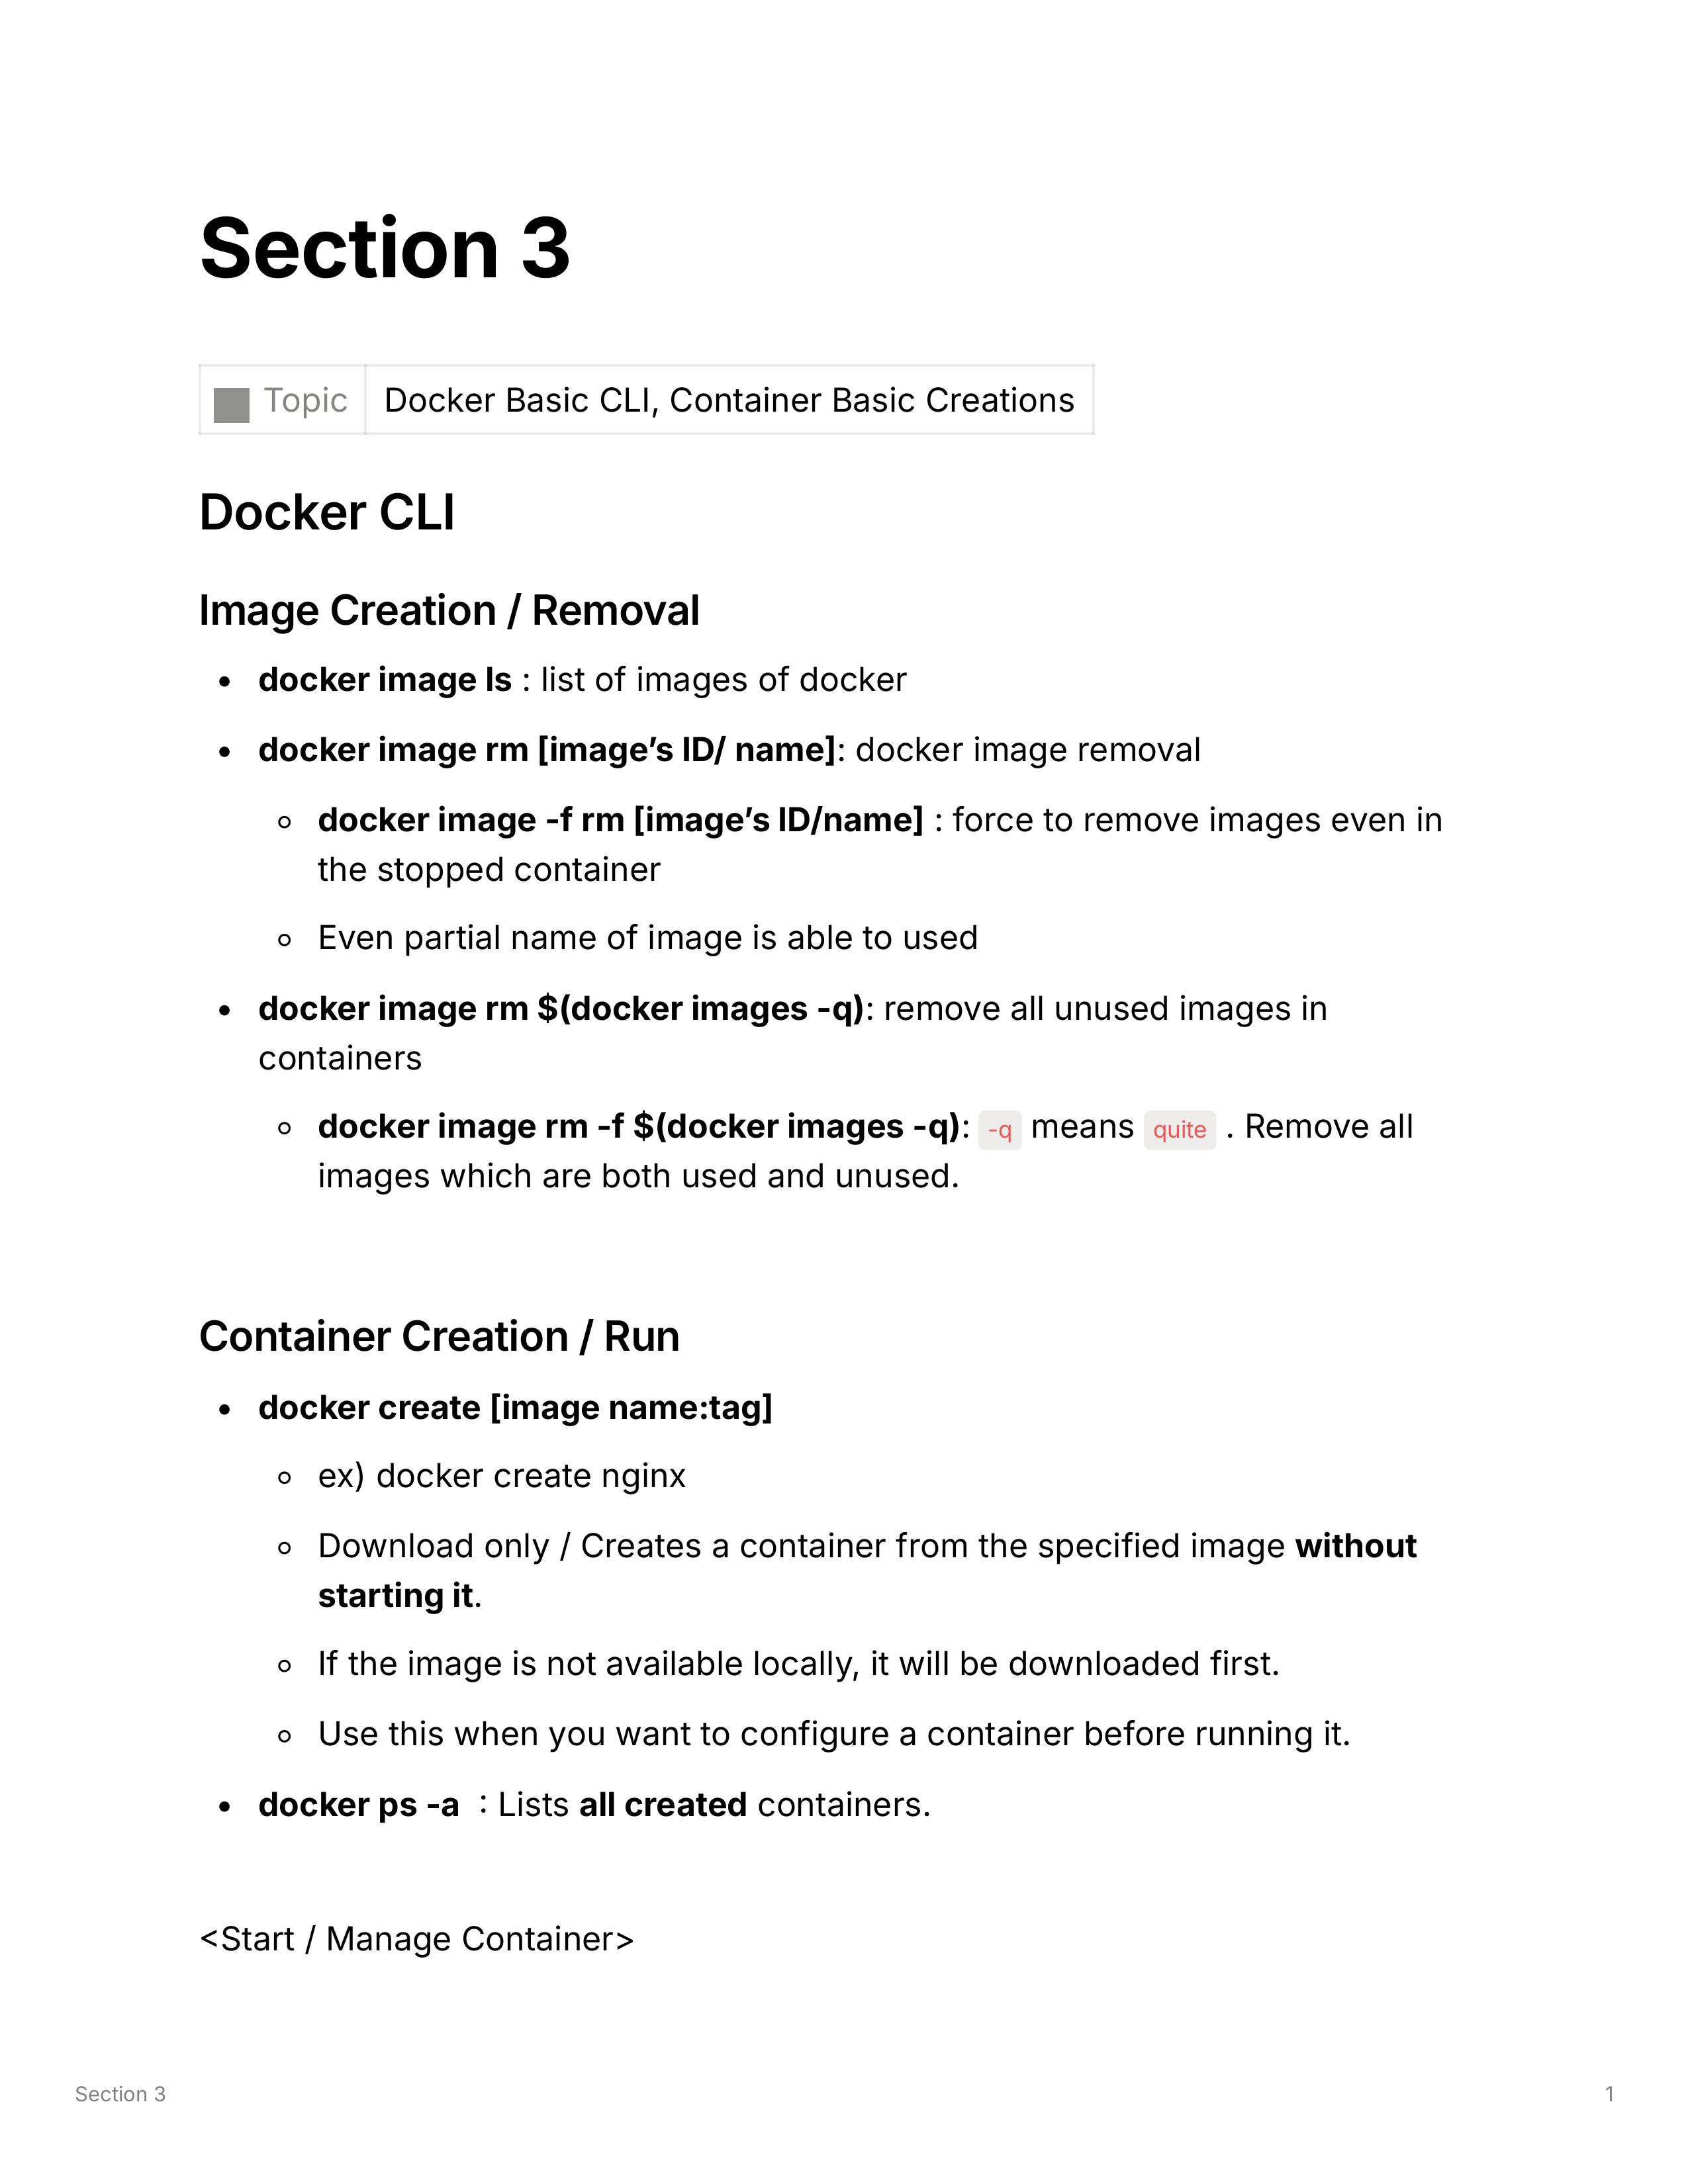 Section 3
Topic Docker Basic CLI, Container Basic Creations
Docker CLI
Image Creation / Removal
docker image ls : list of images of docker
docker image rm [image’s ID/ name]: docker image removal
docker image -f rm [image’s ID/name] : force to remove images even in
the stopped container
Even partial name of image is able to used
docker image rm $(docker images -q): remove all unused images in
containers
docker image rm -f $(docker images -q): -q means quite . Remove all
images which are both used and unused.
Container Creation / Run
docker create [image name:tag]
ex) docker create nginx
Download only / Creates a container from the specified image without
starting it.
If the image is not available locally, it will be downloaded first.
Use this when you want to configure a container before running it.
docker ps -a : Lists all created containers.
<Start / Manage Container>
Section 3 1